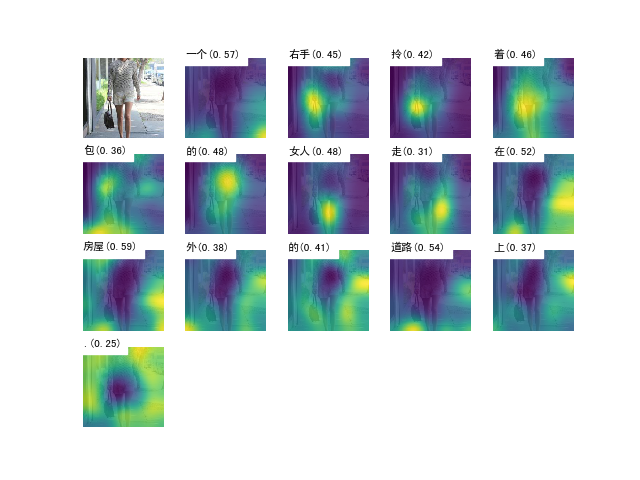 一个(0.57) 右手(0.45) 拎(0.42) 着(0.46)
包(0.36) 的(0.48) 女人(0.48) 走(0.31) 在(0.52)
房屋(0.59) 外(0.38) 的(0.41) 道路(0.54) 上(0.37)
.(0.25)